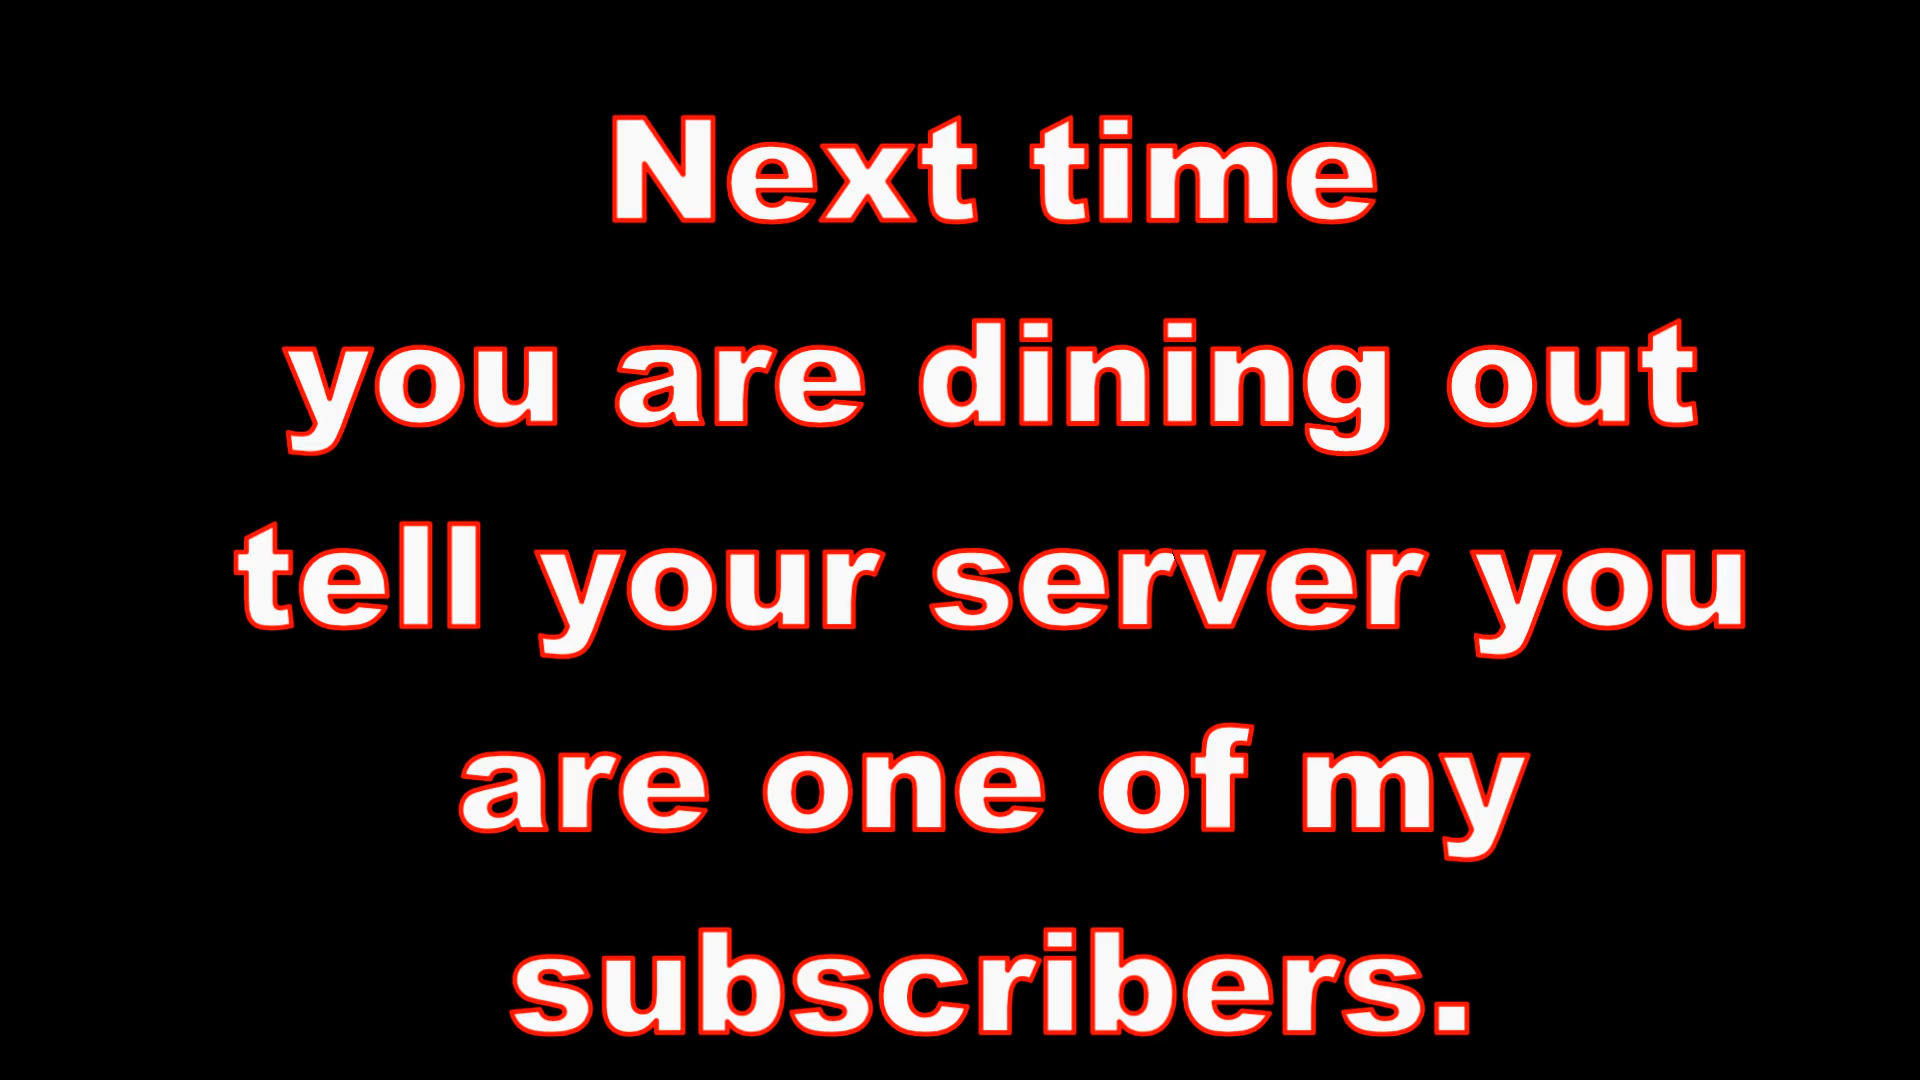 Next time
you are dining out
tell your server you
are one of my
subscribers.